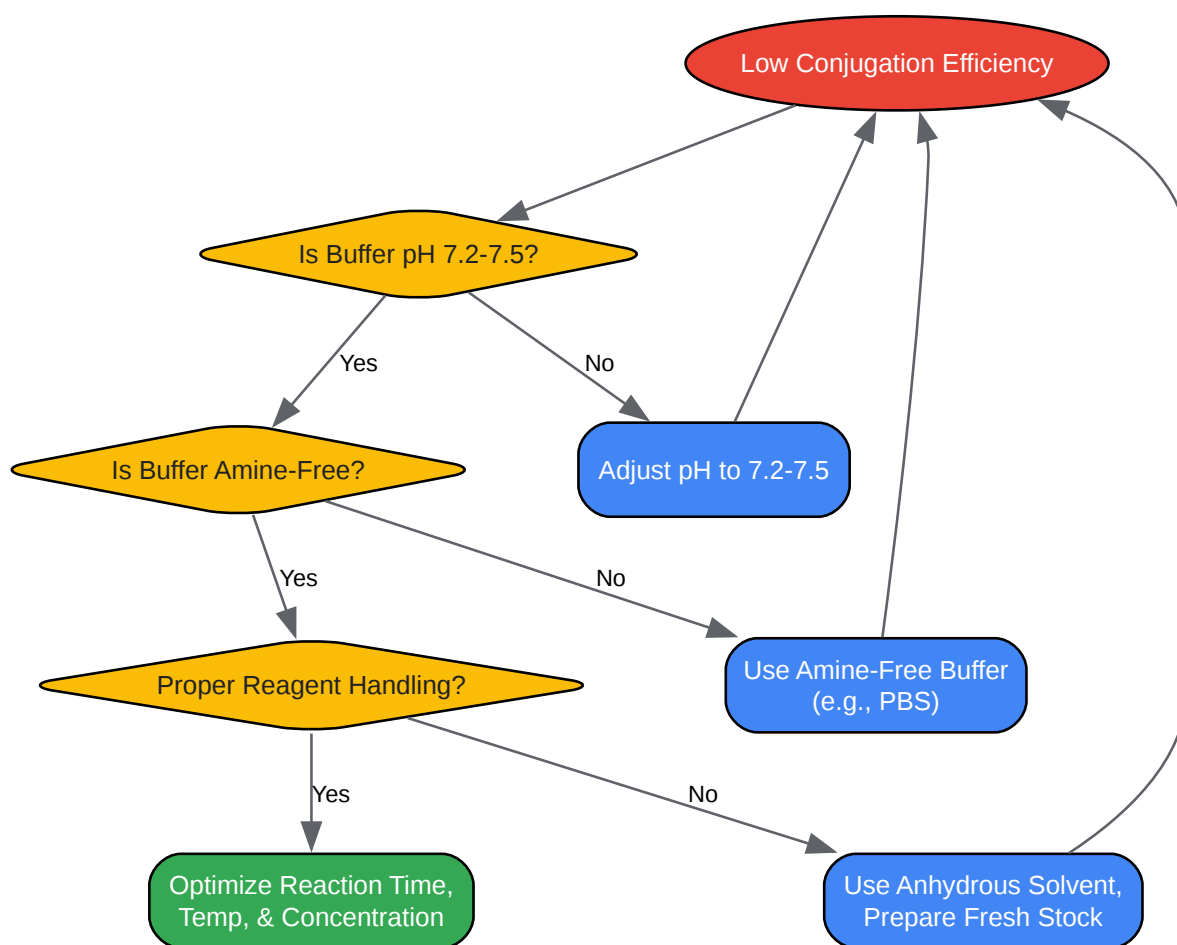 Low Conjugation Efficiency
Is Buffer pH 7.2-7.5?
Yes
No
Is Buffer Amine-Free?
Adjust pH to 7.2-7.5
Yes
No
Proper Reagent Handling?
Use Amine-Free Buffer
(e.g., PBS)
Yes
No
Optimize Reaction Time,
Temp, & Concentration
Use Anhydrous Solvent,
Prepare Fresh Stock